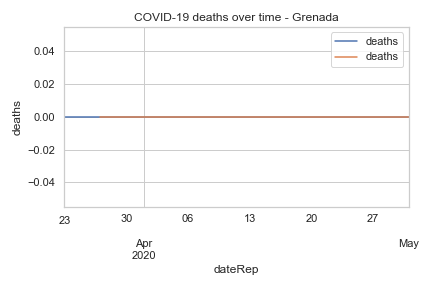 COVID-19 deaths over time - Grenada
deaths
deaths
0.04
0.02
0.00
−0.02
−0.04
deaths
23
30
06
13
20
27
Apr
2020
May
dateRep